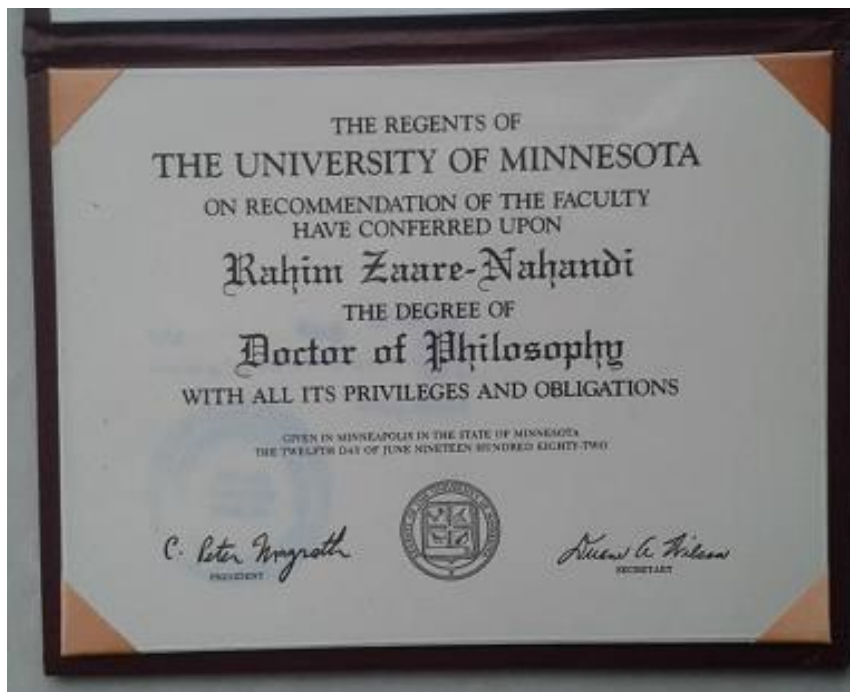 THE REGENTS OF
THE UNIVERSITY OF MINNESOTA
ON RECOMMENDATION OF THE FACULTY
HAVE CONFERRED UPON
Rahim Zaare-Nahandi
THE DEGREE OF
Doctor of Philosophy
WITH ALL ITS PRIVILEGES AND OBLIGATIONS
GIVEN IN MINNEAPOLIS IN THE STATE OF MINNESOTA
THE TWELFTH DAY OF JUNE NINETEEN HUNDRED EIGHTY-TWO
C. Peter Magrath
PRESIDENT
Duane A Wilson
SECRETARY